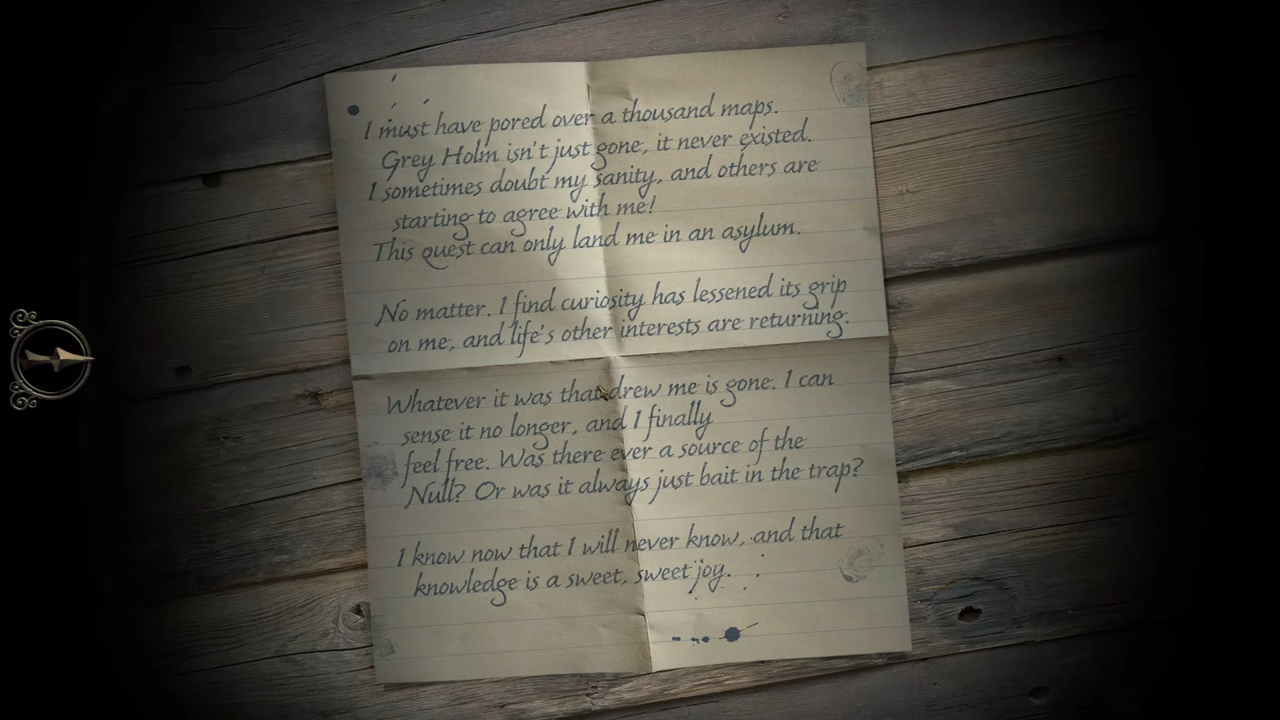 I must have pored over a thousand maps.
Grey Holm isn't just gone, it never existed.
I sometimes doubt my sanity, and others are
starting to agree with me!
This quest can only land me in an asylum.
No matter. I find curiosity has lessened its grip
on me, and life's other interests are returning.
Whatever it was that drew me is gone. I can
sense it no longer, and I finally
feel free. Was there ever a source of the
Null? Or was it always just bait in the trap?
I know now that I will never know, and that
knowledge is a sweet, sweet joy.